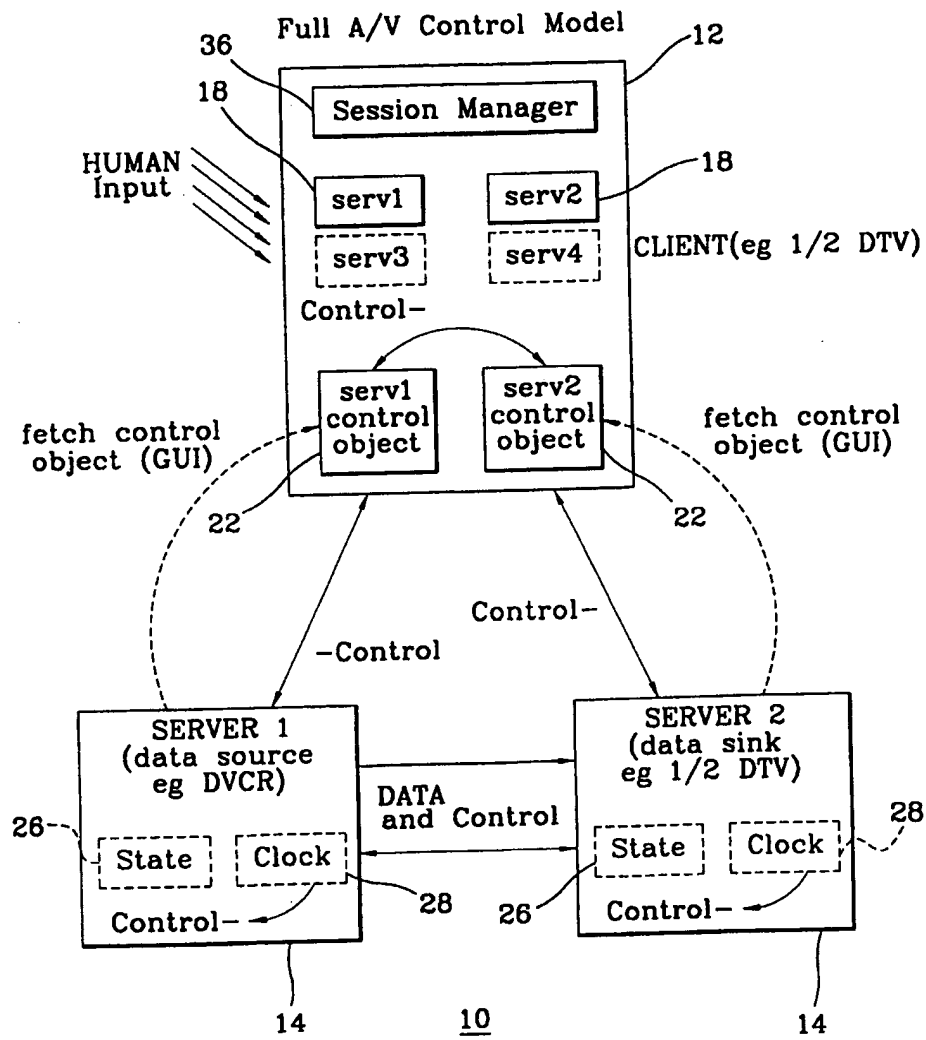 Full A/V Control Model
36
12
Session Manager
18
18
HUMAN
Input
serv1
serv2
serv3
serv4
CLIENT(eg 1/2 DTV)
Control-
serv1
control
object
serv2
control
object
fetch control
object (GUI)
fetch control
object (GUI)
22
22
Control-
-Control
SERVER 1
(data source
eg DVCR)
SERVER 2
(data sink
eg 1/2 DTV)
DATA
and Control
26
State
Clock
28
Control-
26
State
Clock
28
Control-
14
10
14